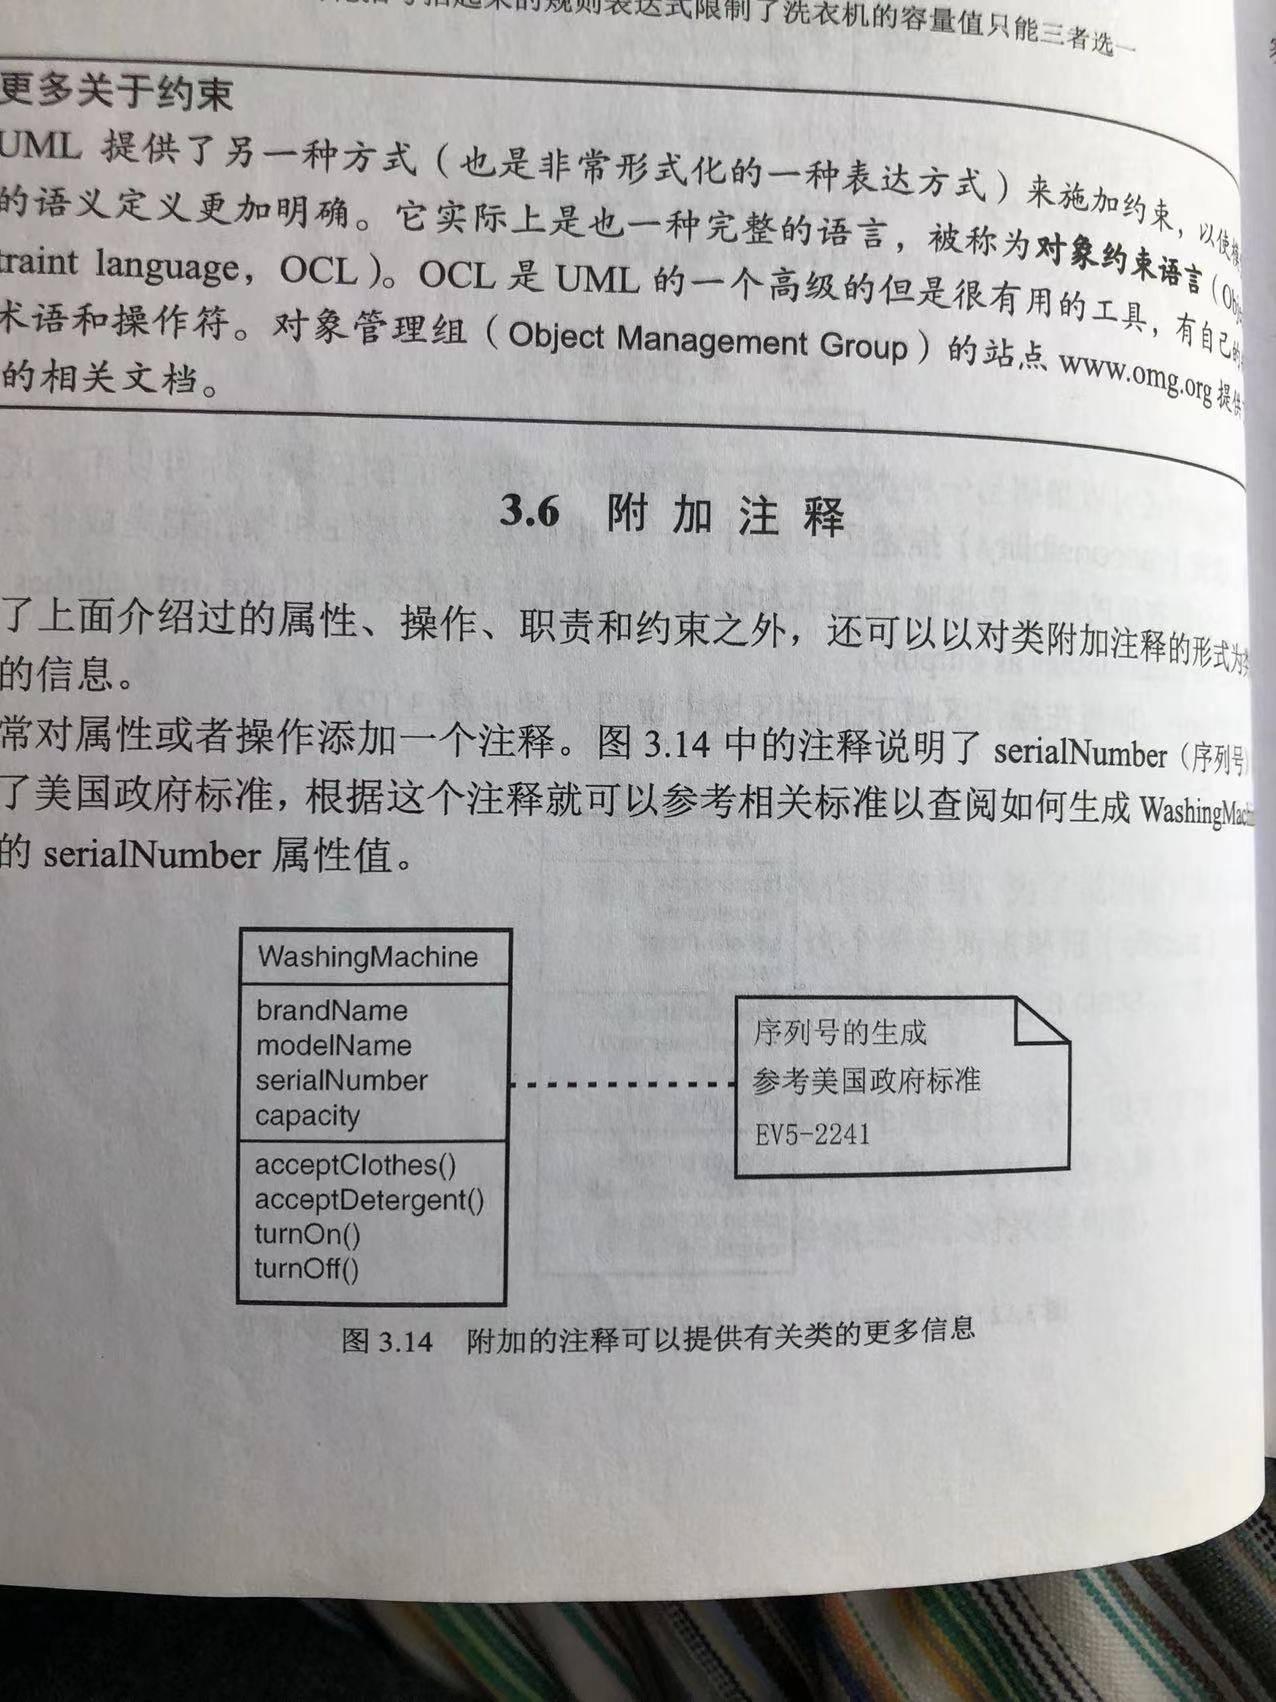 括起来的规则表达式限制了洗衣机的容量值只能三者选一
更多关于约束
UML 提供了另一种方式（也是非常形式化的一种表达方式）来施加约束，以使模
的语义定义更加明确。它实际上是也一种完整的语言，被称为对象约束语言（Obje
traint language，OCL）。OCL 是 UML 的一个高级的但是很有用的工具，有自己的
术语和操作符。对象管理组（Object Management Group）的站点 www.omg.org 提供
的相关文档。
3.6 附加注释
了上面介绍过的属性、操作、职责和约束之外，还可以以对类附加注释的形式为类
的信息。
常对属性或者操作添加一个注释。图 3.14 中的注释说明了 serialNumber（序列号）
了美国政府标准，根据这个注释就可以参考相关标准以查阅如何生成 WashingMachi
的 serialNumber 属性值。
WashingMachine
brandName
modelName
serialNumber
capacity
acceptClothes()
acceptDetergent()
turnOn()
turnOff()
序列号的生成
参考美国政府标准
EV5-2241
图 3.14 附加的注释可以提供有关类的更多信息